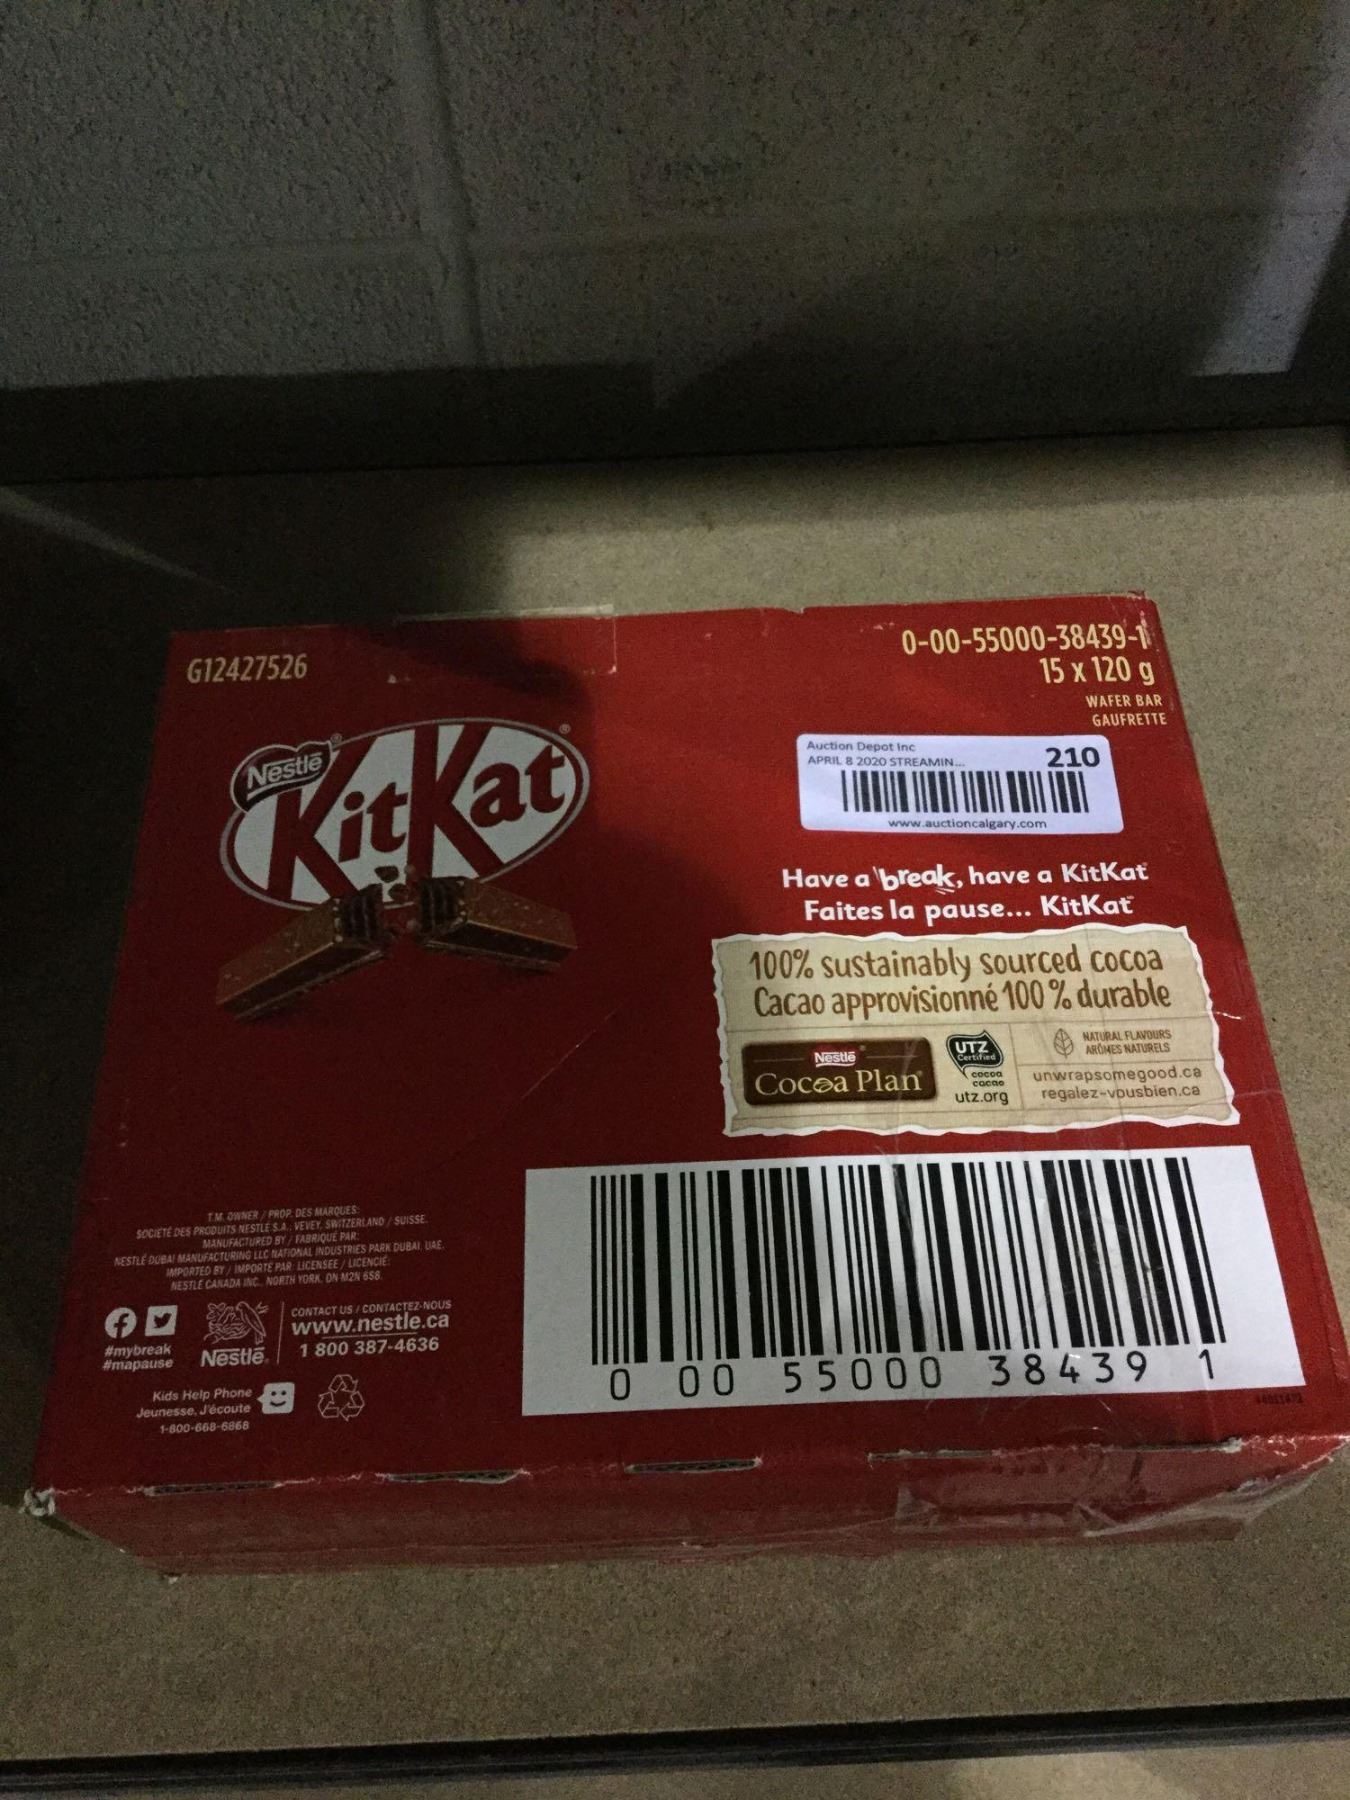 G12427526
0-00-55000-38439-1
15 x 120 g
WAFER BAR
GAUFRETTE
Nestlé
KitKat
Auction Depot Inc
APRIL 8 2020 STREAMIN...
210
www.auctioncalgary.com
Have a break, have a KitKat
Faites la pause... KitKat
100% sustainably sourced cocoa
Cacao approvisionné 100 % durable
Nestlé
Cocoa Plan
UTZ
Certified
cocoa
cacao
utz.org
NATURAL FLAVOURS
ARÔMES NATURELS
unwrapsomegood.ca
regalez-vousbien.ca
T.M. OWNER / PROP. DES MARQUES:
SOCIÉTÉ DES PRODUITS NESTLÉ S.A., VEVEY, SWITZERLAND / SUISSE.
MANUFACTURED BY / FABRIQUÉ PAR:
NESTLÉ DUBAI MANUFACTURING LLC NATIONAL INDUSTRIES PARK DUBAI, UAE.
IMPORTED BY / IMPORTÉ PAR LICENSEE / LICENCIÉ:
NESTLÉ CANADA INC., NORTH YORK, ON M2N 6S8.
#mybreak
#mapause
Nestlé
CONTACT US / CONTACTEZ-NOUS
www.nestle.ca
1 800 387-4636
Kids Help Phone
Jeunesse, J'écoute
1-800-668-6868
0 00 55000 38439 1